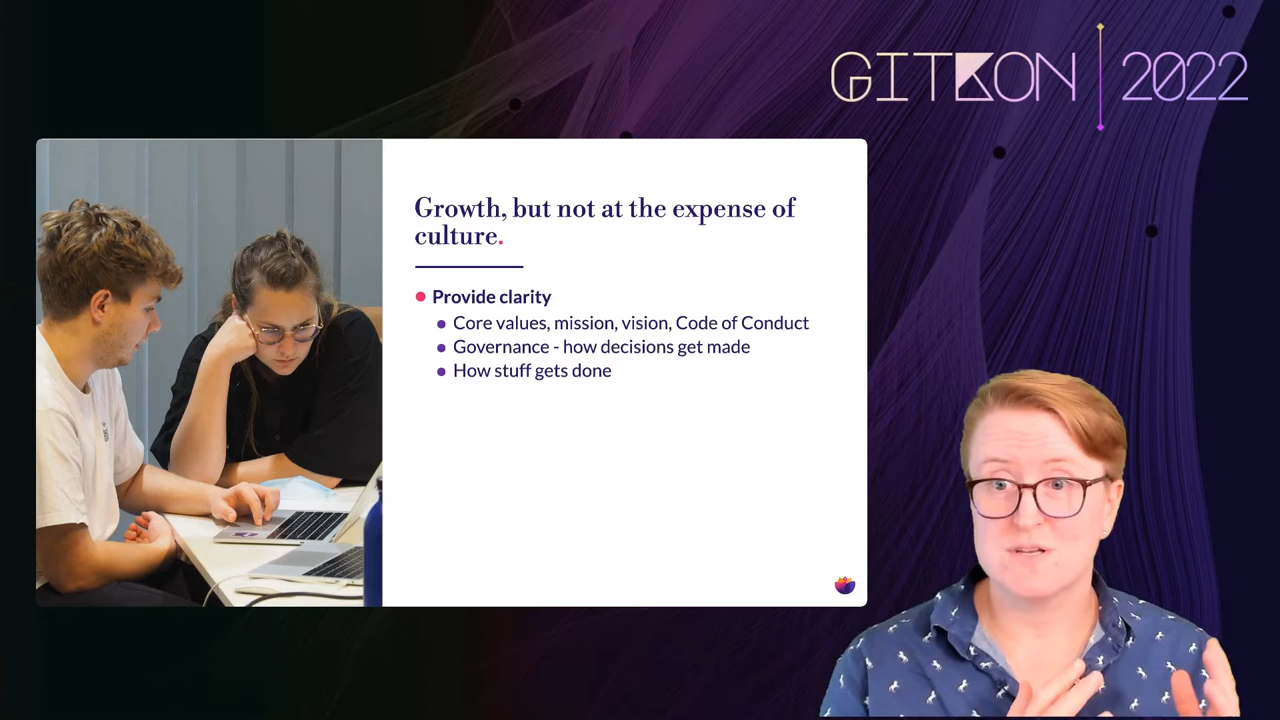 GITKON 2022
Growth, but not at the expense of
culture.
Provide clarity
Core values, mission, vision, Code of Conduct
Governance - how decisions get made
How stuff gets done